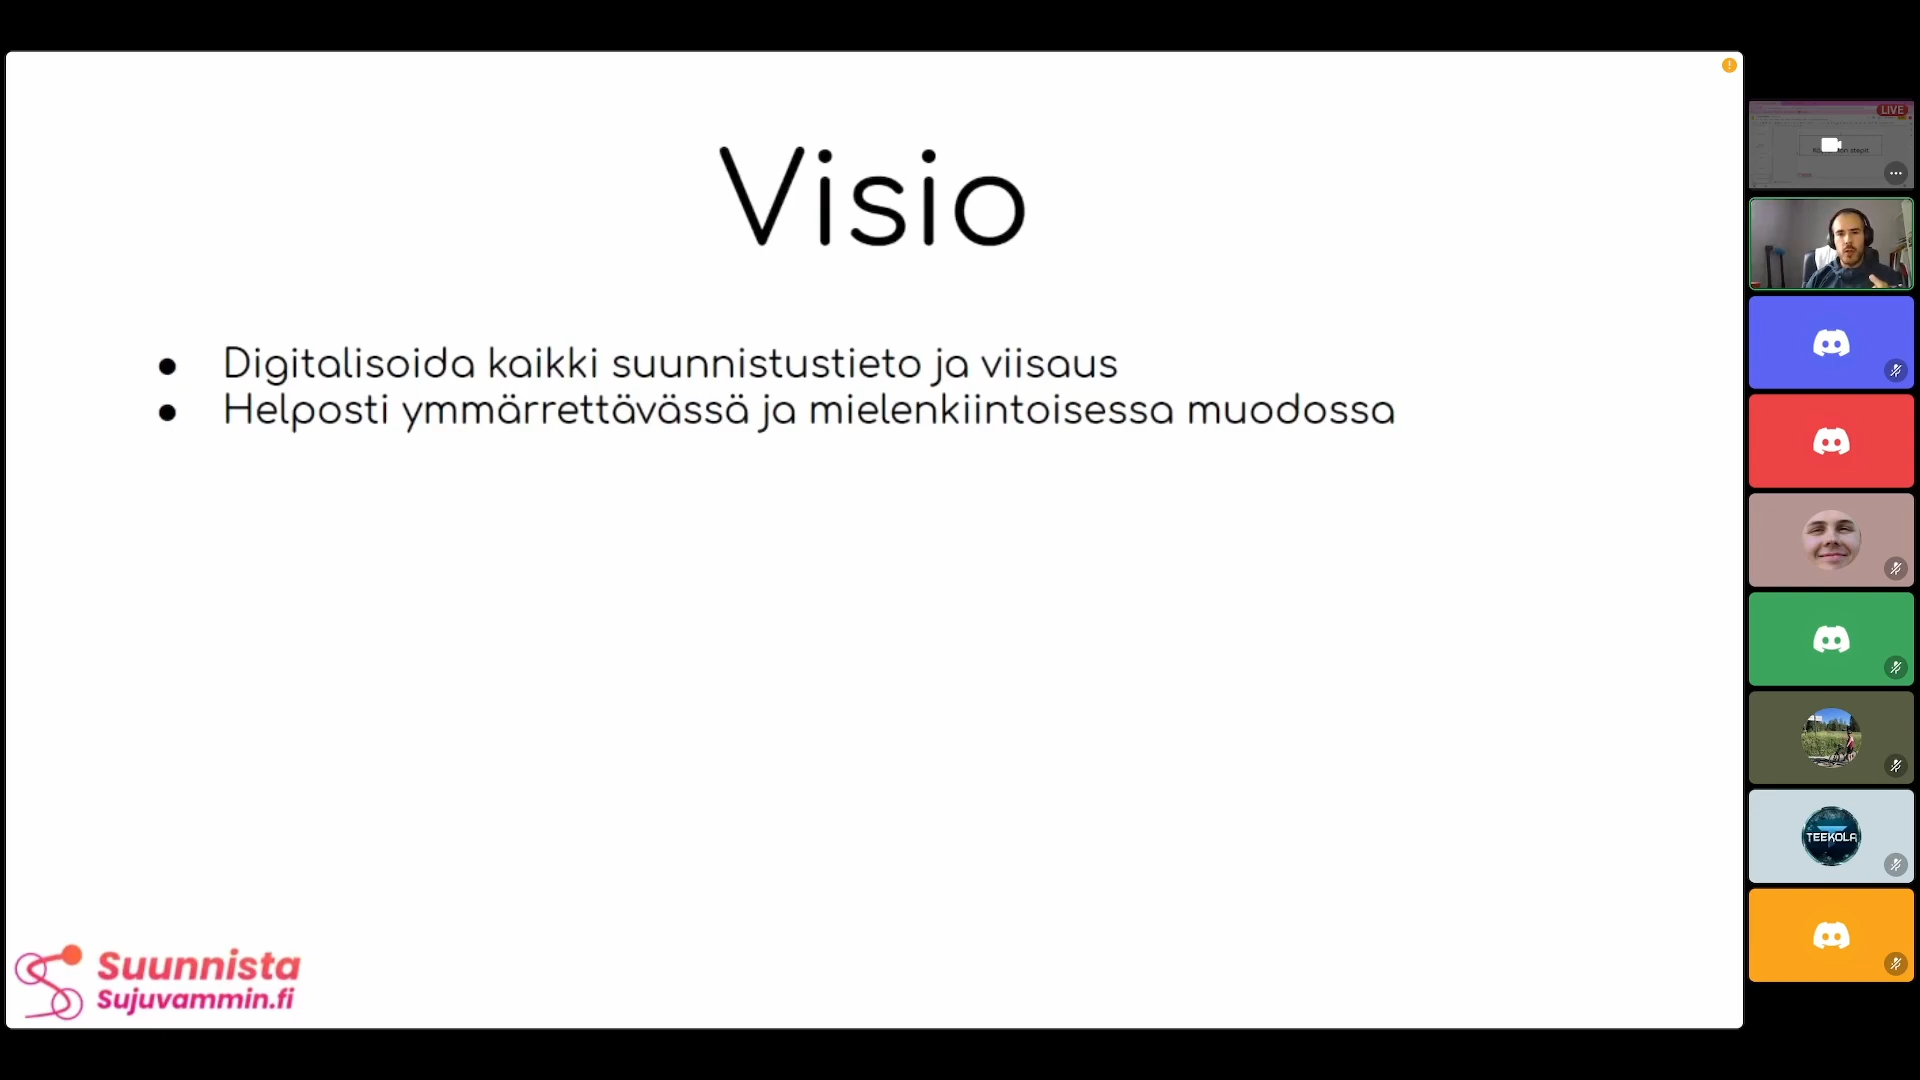 Visio
● Digitalisoida kaikki suunnistustieto ja viisaus
● Helposti ymmärrettävässä ja mielenkiintoisessa muodossa
Suunnista
Sujuvammin.fi
LIVE
TEEKOLA